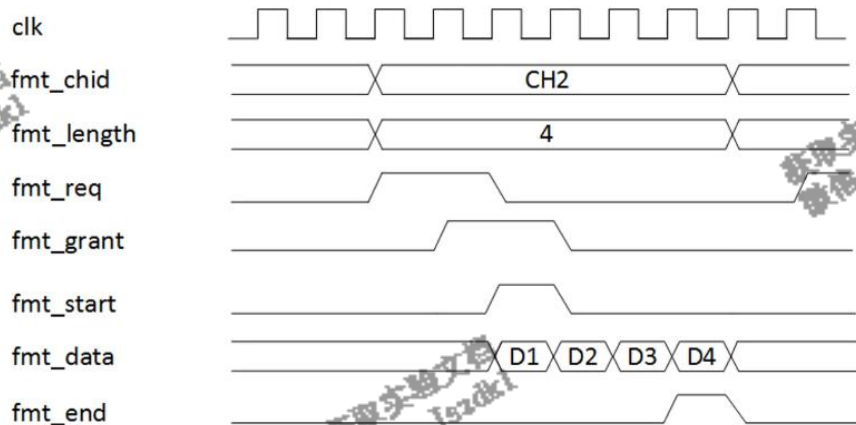 clk
fmt_chid
CH2
fmt_length
4
fmt_req
fmt_grant
fmt_start
fmt_data
D1 D2 D3 D4
fmt_end